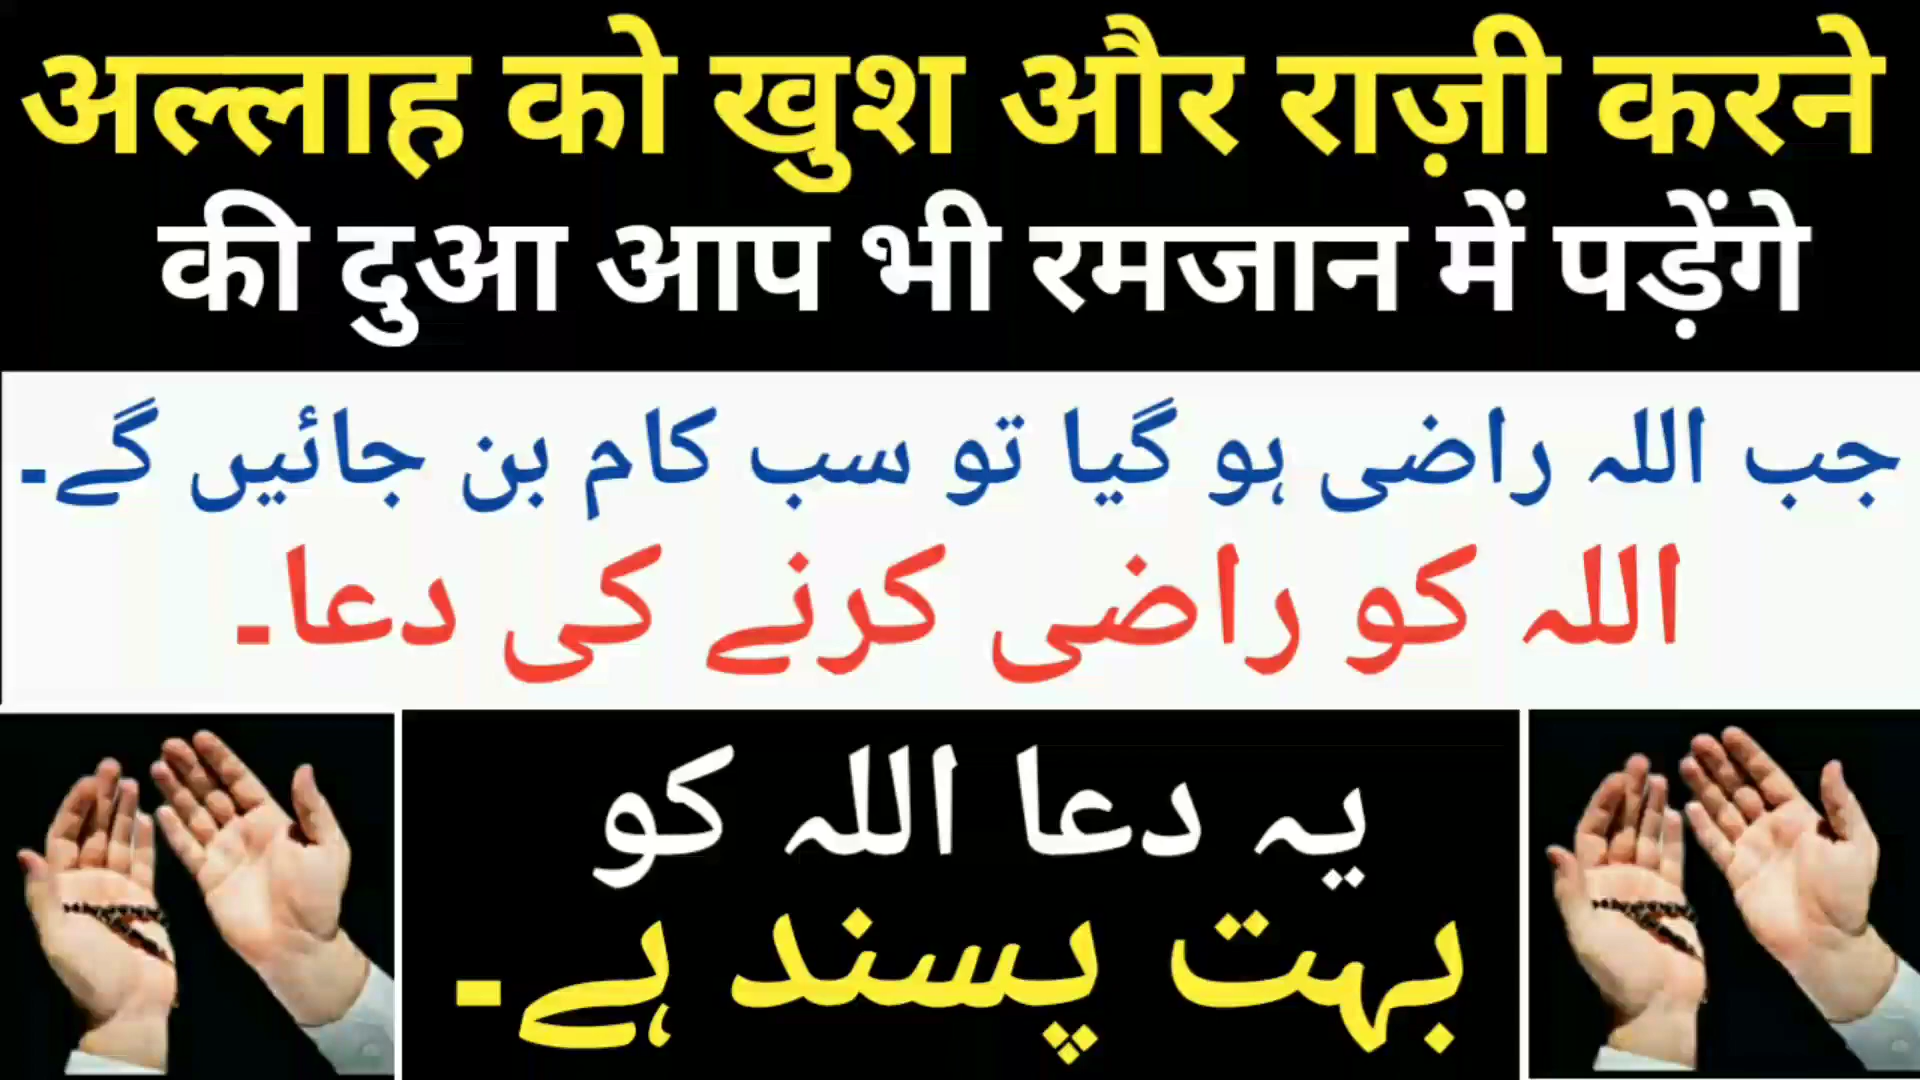 अल्लाह को खुश और राज़ी करने
की दुआ आप भी रमजान में पड़ेंगे
جب اللہ راضی ہو گیا تو سب کام بن جائیں گے۔
اللہ کو راضی کرنے کی دعا۔
یہ دعا اللہ کو
بہت پسند ہے۔